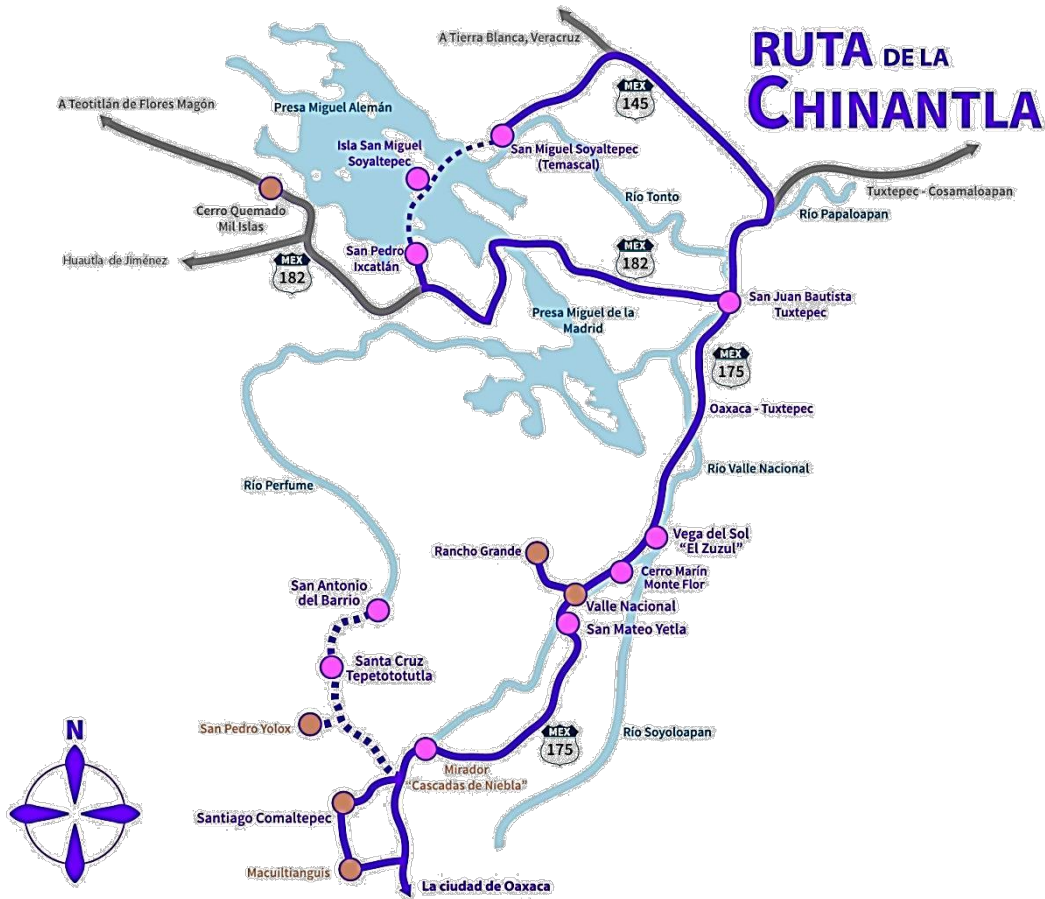 RUTA DE LA
CHINANTLA
A Tierra Blanca, Veracruz
MEX
145
A Teotitlán de Flores Magón
Presa Miguel Alemán
Isla San Miguel
Soyaltepec
San Miguel Soyaltepec
(Temascal)
Tuxtepec - Cosamaloapan
Río Tonto
Río Papaloapan
Cerro Quemado
Mil Islas
Huautla de Jiménez
MEX
182
San Pedro
Ixcatlán
MEX
182
San Juan Bautista
Tuxtepec
Presa Miguel de la
Madrid
MEX
175
Oaxaca - Tuxtepec
Río Valle Nacional
Río Perfume
Vega del Sol
“El Zuzul”
Rancho Grande
Cerro Marín
Monte Flor
San Antonio
del Barrio
Valle Nacional
San Mateo Yetla
Santa Cruz
Tepetototutla
San Pedro Yolox
MEX
175
Río Soyoloapan
N
Mirador
“Cascadas de Niebla”
Santiago Comaltepec
Macuiltianguis
La ciudad de Oaxaca